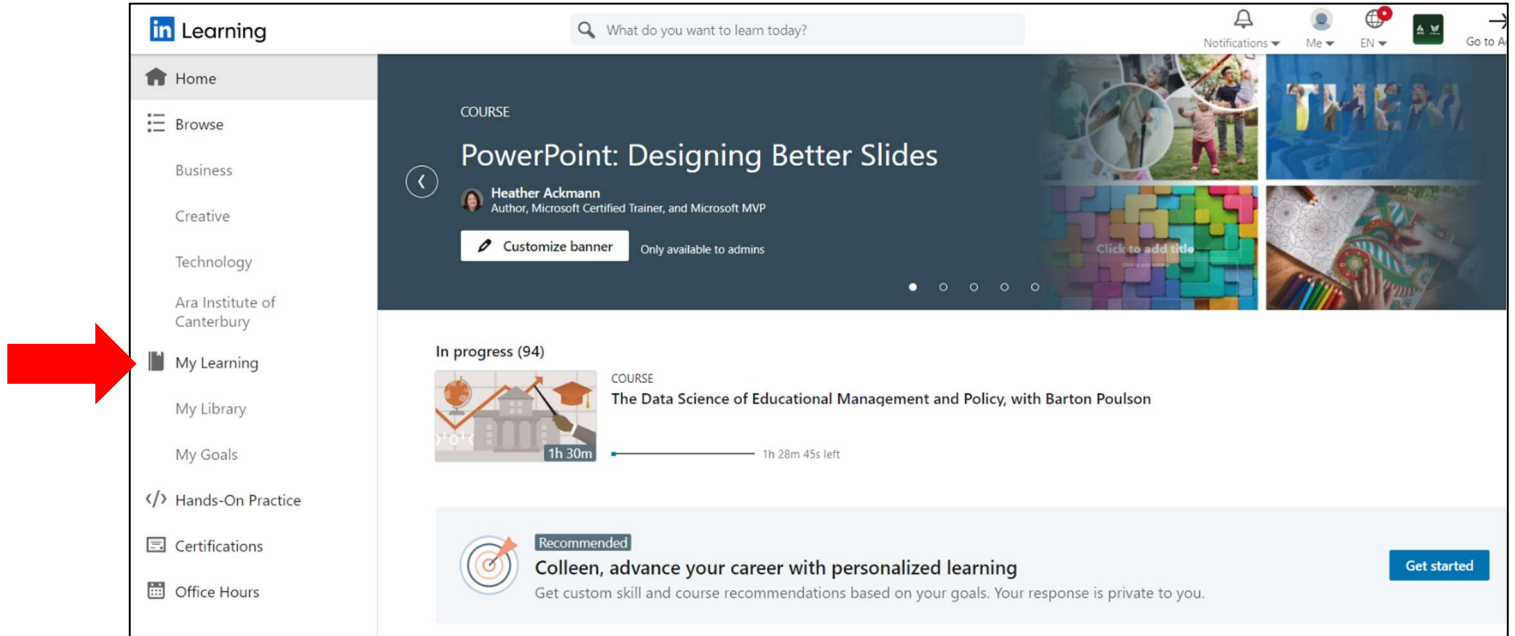 in Learning
What do you want to learn today?
Notifications
Me
EN
Go to A
Home
Browse
Business
Creative
Technology
Ara Institute of
Canterbury
My Learning
My Library
My Goals
</> Hands-On Practice
Certifications
Office Hours
COURSE
PowerPoint: Designing Better Slides
Heather Ackmann
Author, Microsoft Certified Trainer, and Microsoft MVP
Customize banner
Only available to admins
THEM
Click to add title
In progress (94)
COURSE
The Data Science of Educational Management and Policy, with Barton Poulson
1h 30m
1h 28m 45s left
Recommended
Colleen, advance your career with personalized learning
Get custom skill and course recommendations based on your goals. Your response is private to you.
Get started